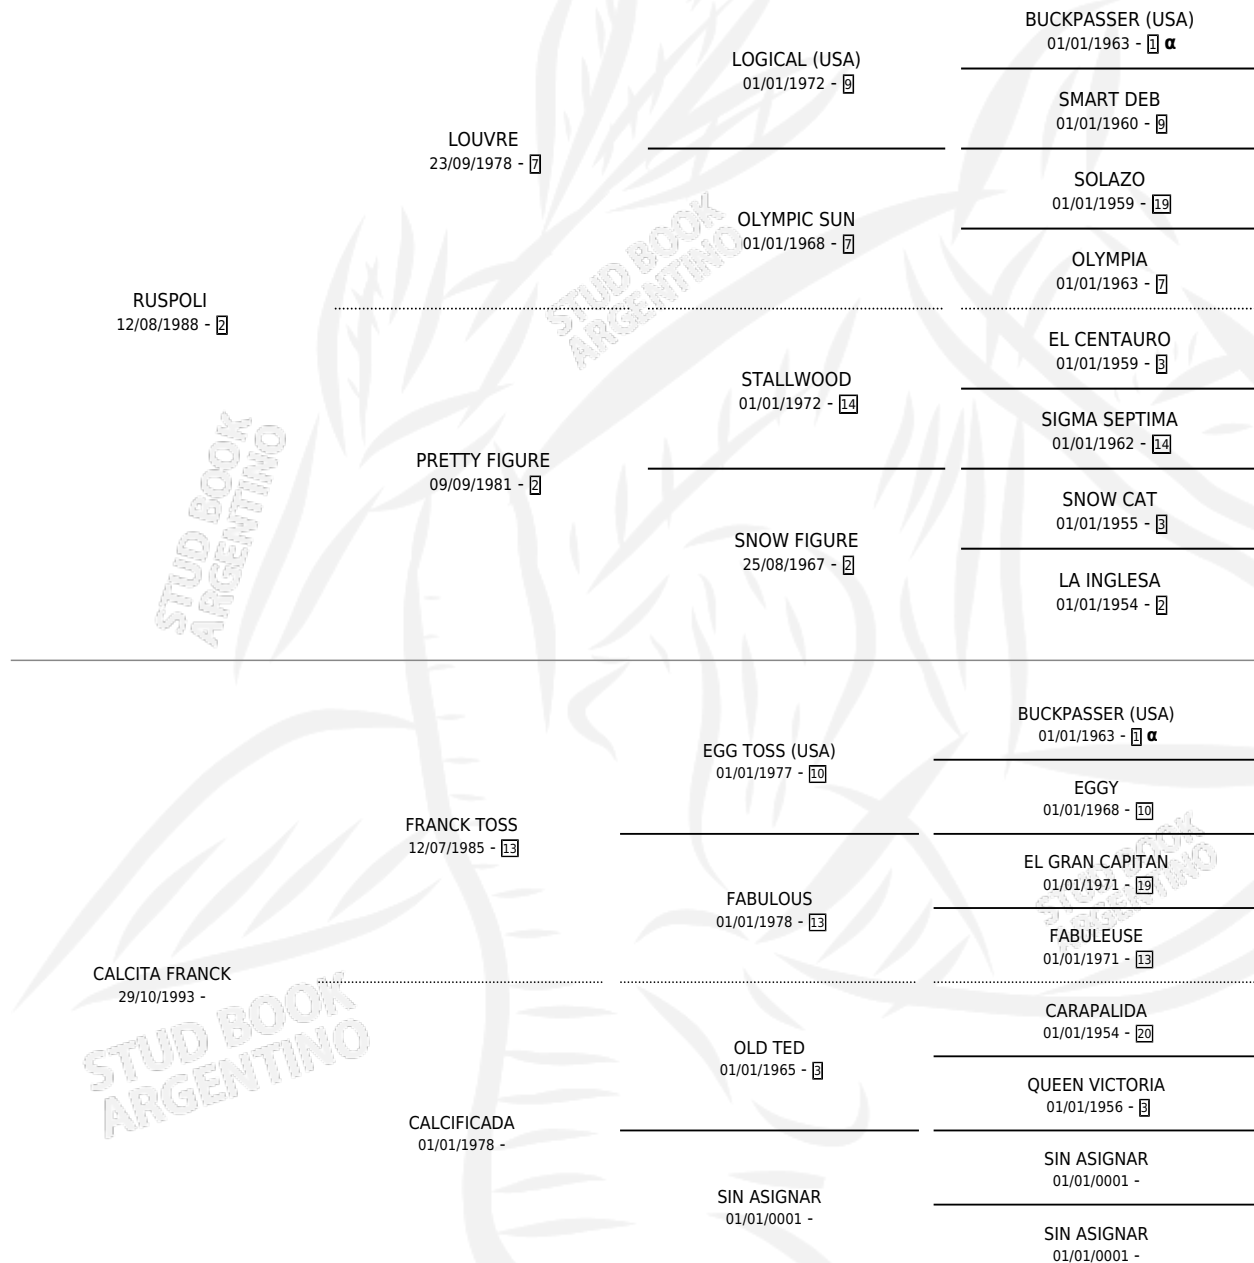 BUCKPASSER (USA)
01/01/1963 - 1 α
LOGICAL (USA)
01/01/1972 - 9
SMART DEB
01/01/1960 - 9
LOUVRE
23/09/1978 - 7
SOLAZO
01/01/1959 - 19
OLYMPIC SUN
01/01/1968 - 7
OLYMPIA
01/01/1963 - 7
RUSPOLI
12/08/1988 - 2
EL CENTAURO
01/01/1959 - 3
STALLWOOD
01/01/1972 - 14
SIGMA SEPTIMA
01/01/1962 - 14
PRETTY FIGURE
09/09/1981 - 2
SNOW CAT
01/01/1955 - 3
SNOW FIGURE
25/08/1967 - 2
LA INGLESA
01/01/1954 - 2
STUD BOOK
ARGENTINO
STUD BOOK
ARGENTINO
BUCKPASSER (USA)
01/01/1963 - 1 α
EGG TOSS (USA)
01/01/1977 - 10
EGGY
01/01/1968 - 10
FRANCK TOSS
12/07/1985 - 13
EL GRAN CAPITAN
01/01/1971 - 19
FABULOUS
01/01/1978 - 13
FABULEUSE
01/01/1971 - 13
CALCITA FRANCK
29/10/1993 -
CARAPALIDA
01/01/1954 - 20
OLD TED
01/01/1965 - 3
QUEEN VICTORIA
01/01/1956 - 3
CALCIFICADA
01/01/1978 -
SIN ASIGNAR
01/01/0001 -
SIN ASIGNAR
01/01/0001 -
SIN ASIGNAR
01/01/0001 -
STUD BOOK
ARGENTINO
STUD BOOK
ARGENTINO